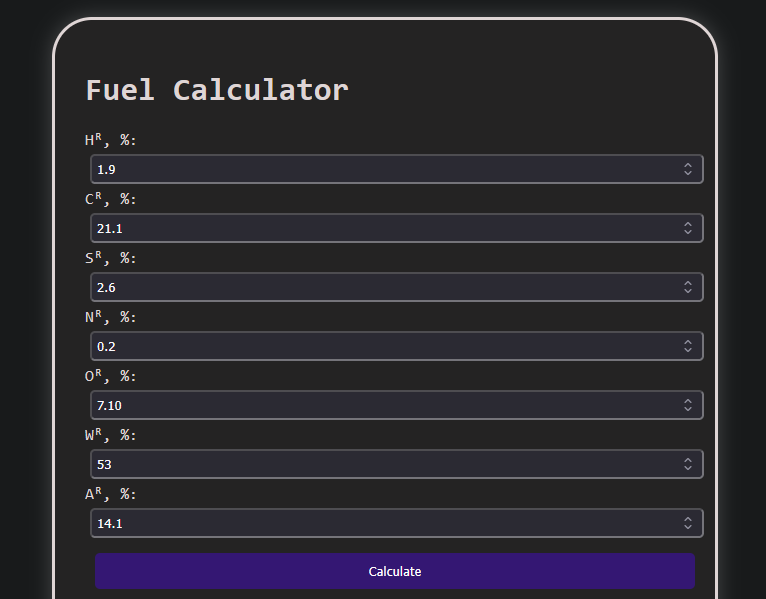 Fuel Calculator
Hᴿ, %:
1.9
Cᴿ, %:
21.1
Sᴿ, %:
2.6
Nᴿ, %:
0.2
Oᴿ, %:
7.10
Wᴿ, %:
53
Aᴿ, %:
14.1
Calculate